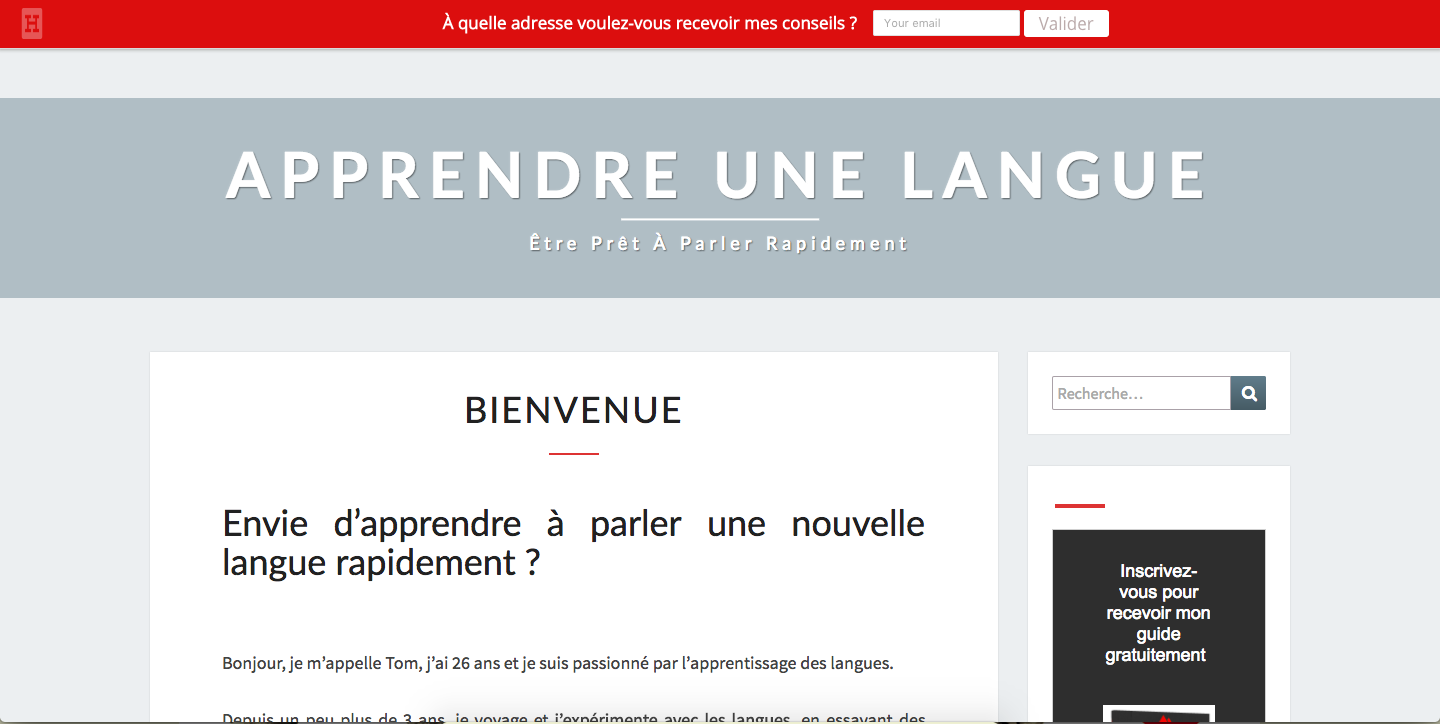 H
À quelle adresse voulez-vous recevoir mes conseils ?
Your email
Valider
APPRENDRE UNE LANGUE
Être Prêt À Parler Rapidement
BIENVENUE
Envie d’apprendre à parler une nouvelle
langue rapidement ?
Bonjour, je m’appelle Tom, j’ai 26 ans et je suis passionné par l’apprentissage des langues.
Depuis un peu plus de 3 ans, je voyage et j’expérimente avec les langues, en essayant des
Recherche…
Inscrivez-
vous pour
recevoir mon
guide
gratuitement